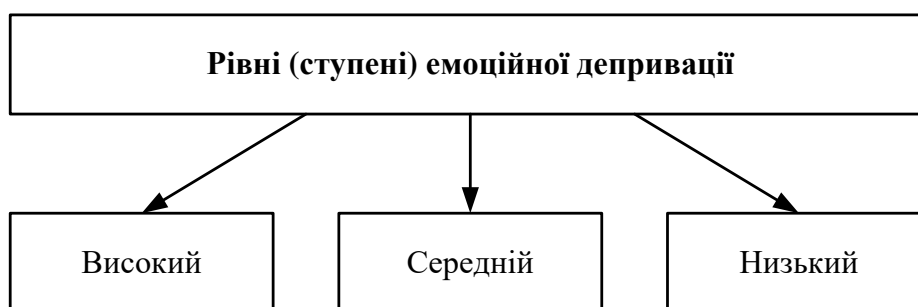 Рівні (ступені) емоційної депривації
Високий
Середній
Низький